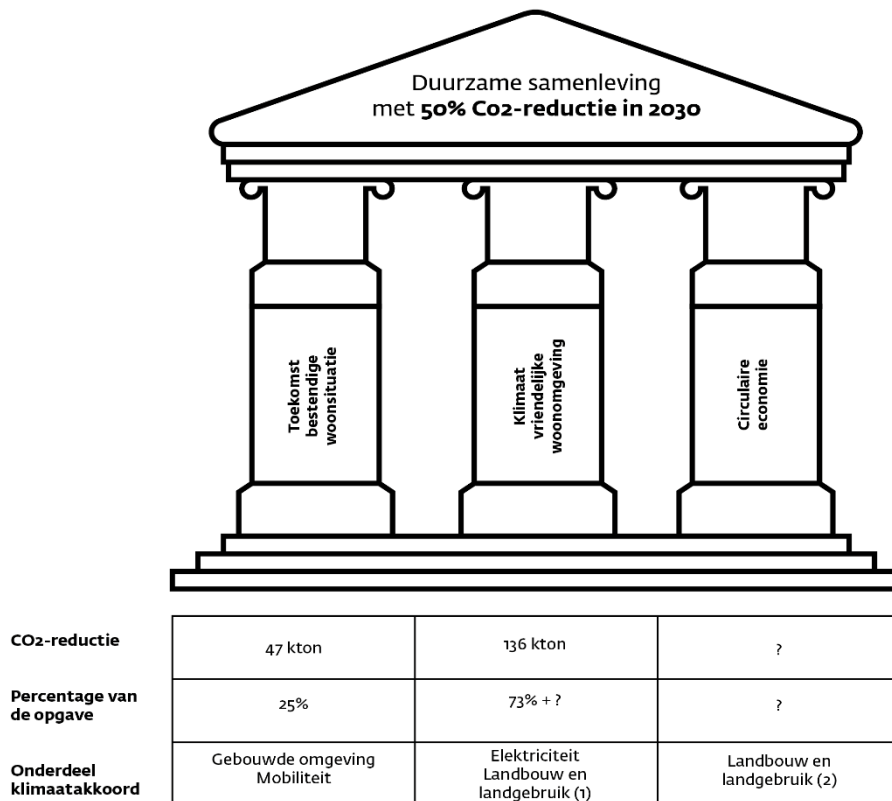 Duurzame samenleving
met 50% Co2-reductie in 2030
Toekomst
bestendige
woonsituatie
Klimaat
vriendelijke
woonomgeving
Circulaire
economie
CO2-reductie
47 kton
136 kton
?
Percentage van
de opgave
25%
73% + ?
?
Onderdeel
klimaatakkoord
Gebouwde omgeving
Mobiliteit
Elektriciteit
Landbouw en
landgebruik (1)
Landbouw en
landgebruik (2)